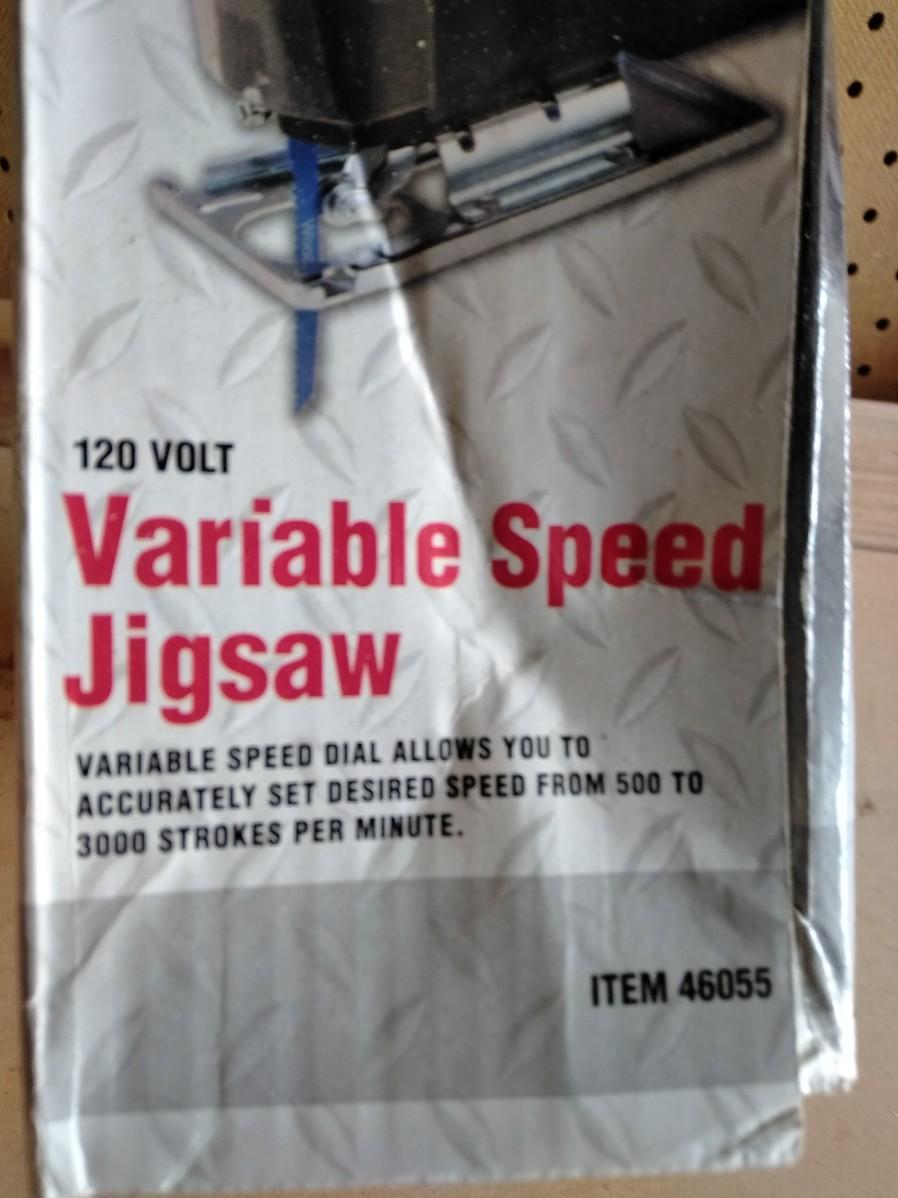 120 VOLT
Variable Speed
Jigsaw
VARIABLE SPEED DIAL ALLOWS YOU TO
ACCURATELY SET DESIRED SPEED FROM 500 TO
3000 STROKES PER MINUTE.
ITEM 46055